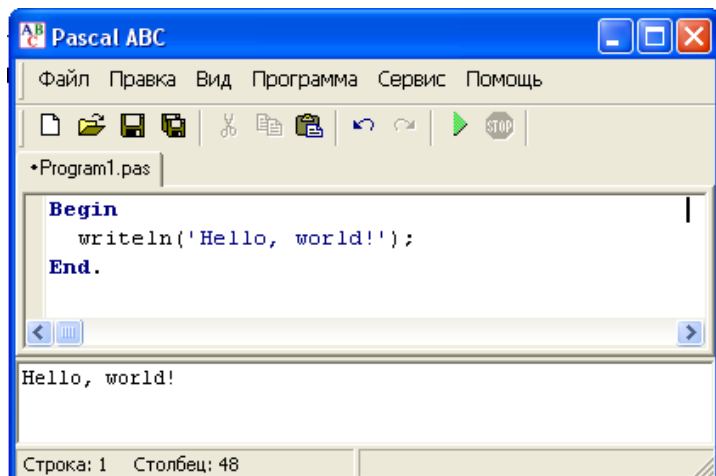 Pascal ABC
Файл Правка Вид Программа Сервис Помощь
STOP
•Program1.pas
Begin
writeln('Hello, world!');
End.
Hello, world!
Строка: 1 Столбец: 48